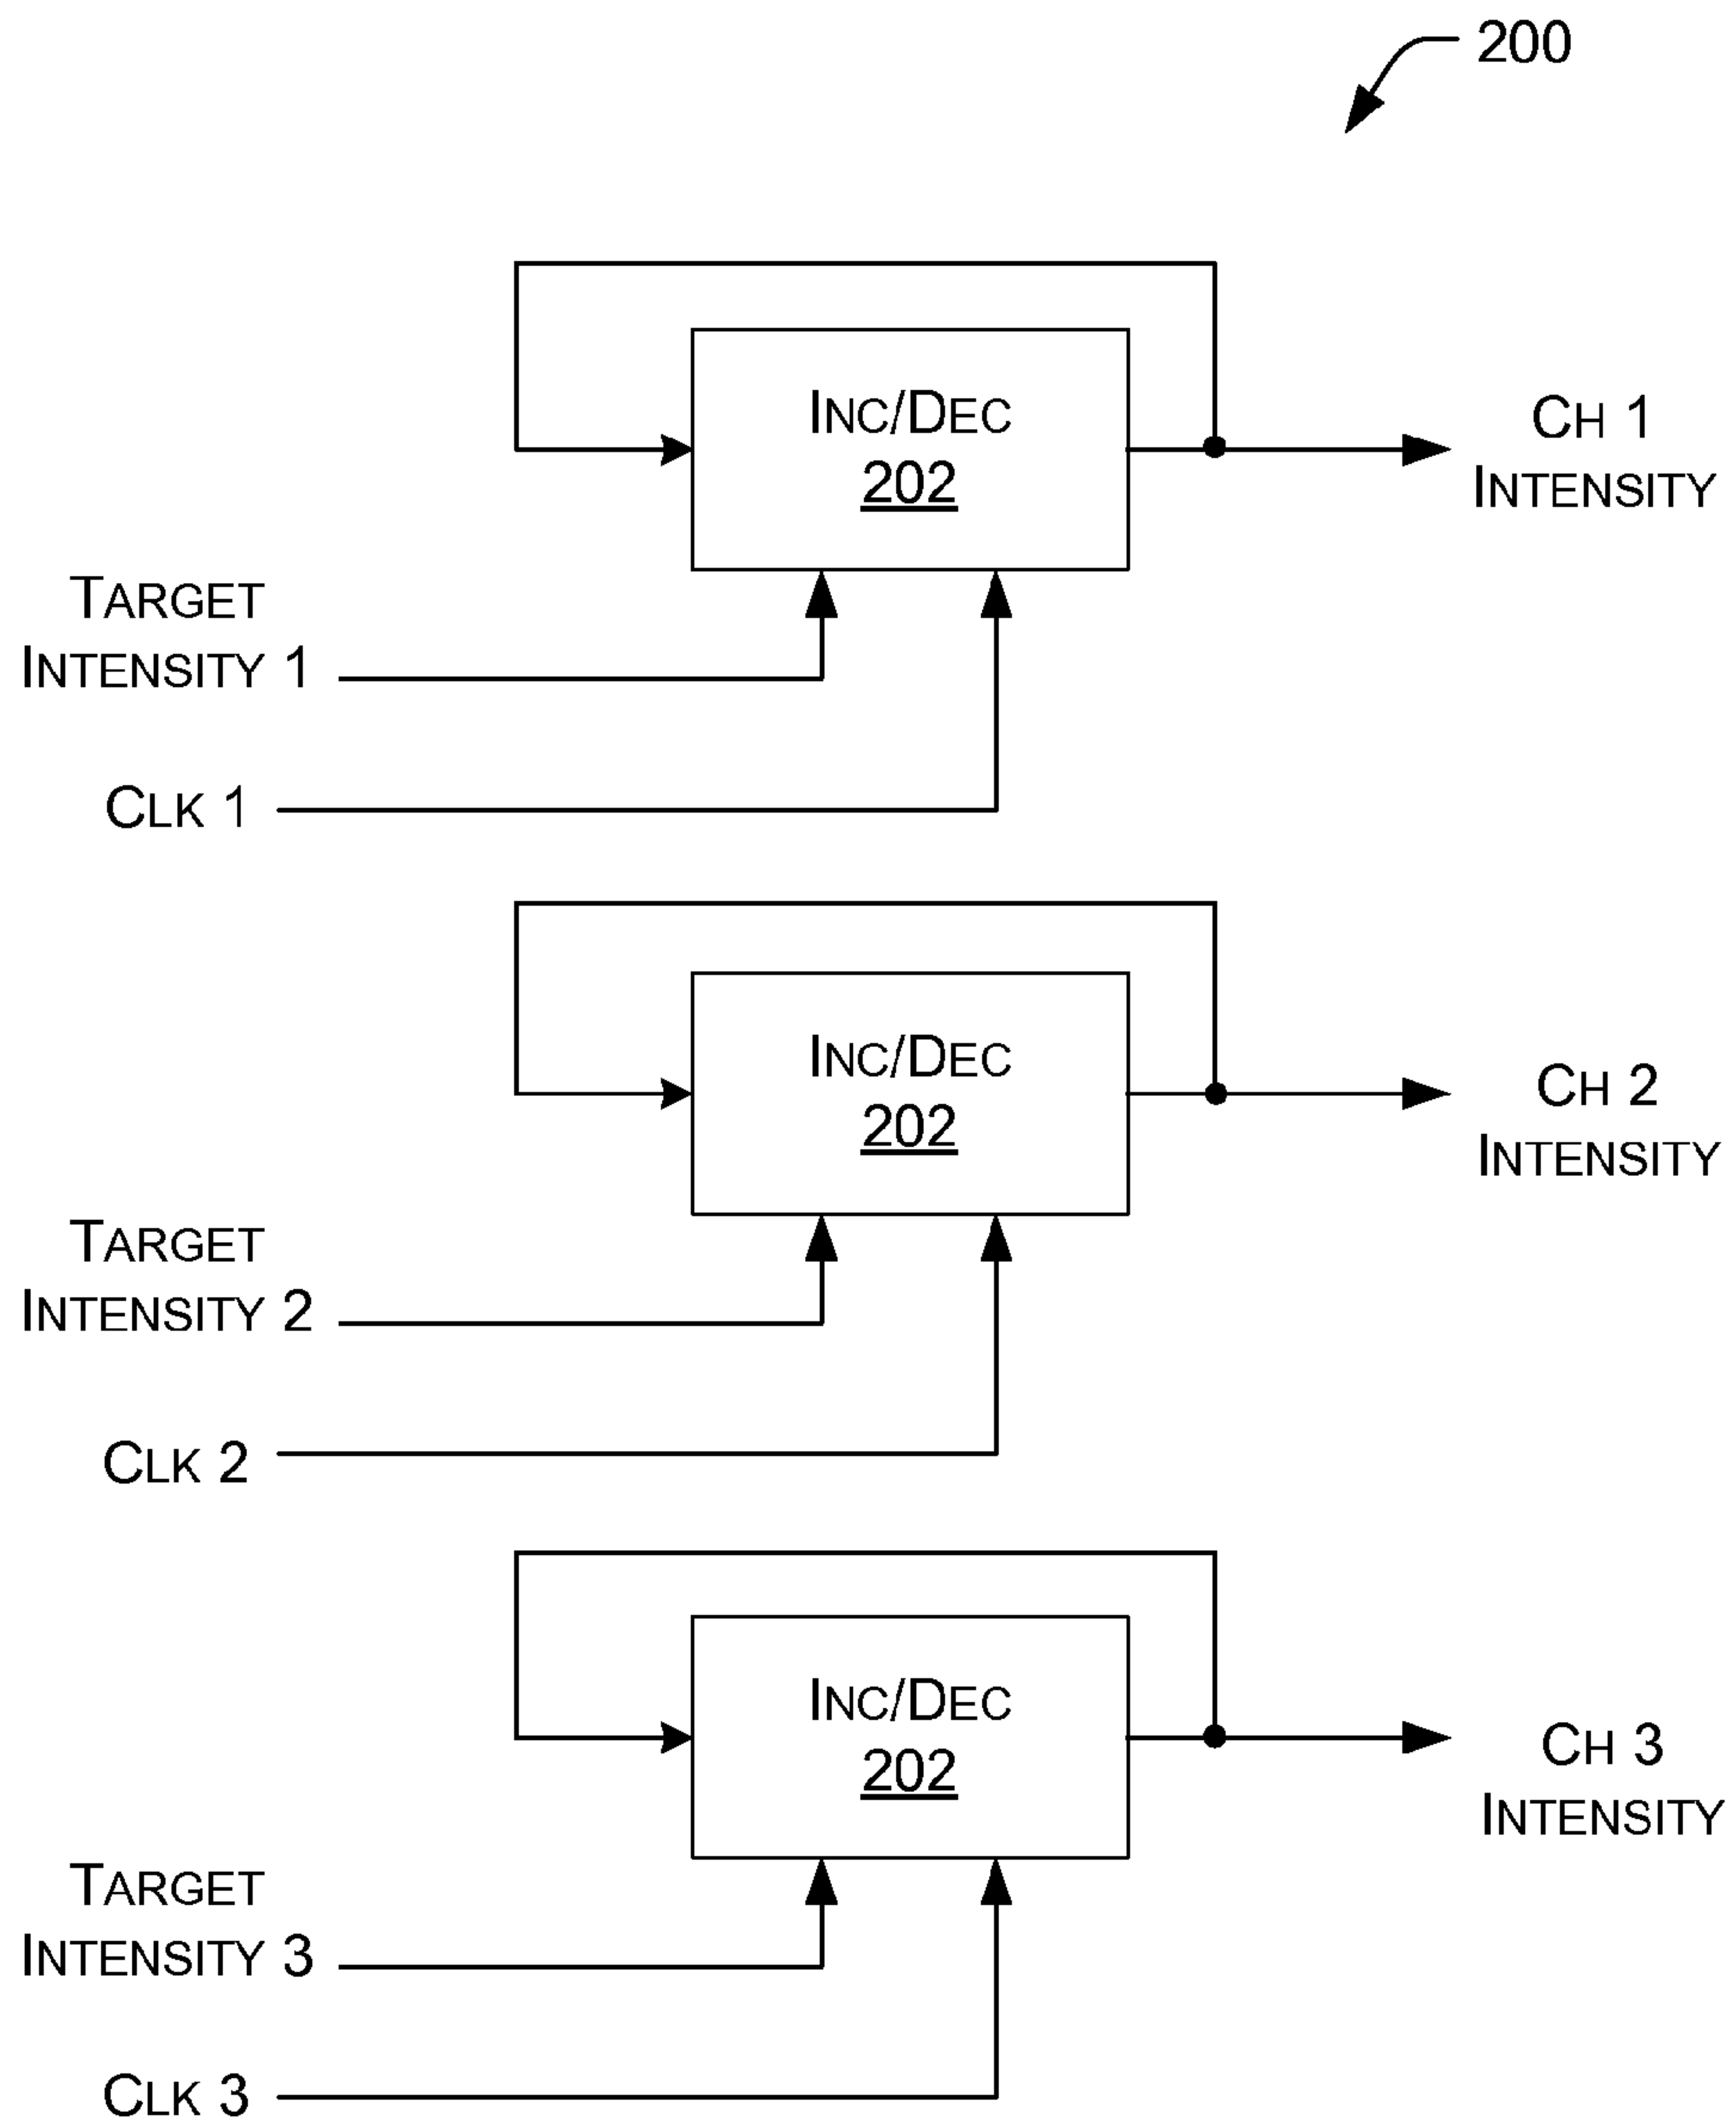 200
INC/DEC
202
CH 1
INTENSITY
TARGET
INTENSITY 1
CLK 1
INC/DEC
202
CH 2
INTENSITY
TARGET
INTENSITY 2
CLK 2
INC/DEC
202
CH 3
INTENSITY
TARGET
INTENSITY 3
CLK 3